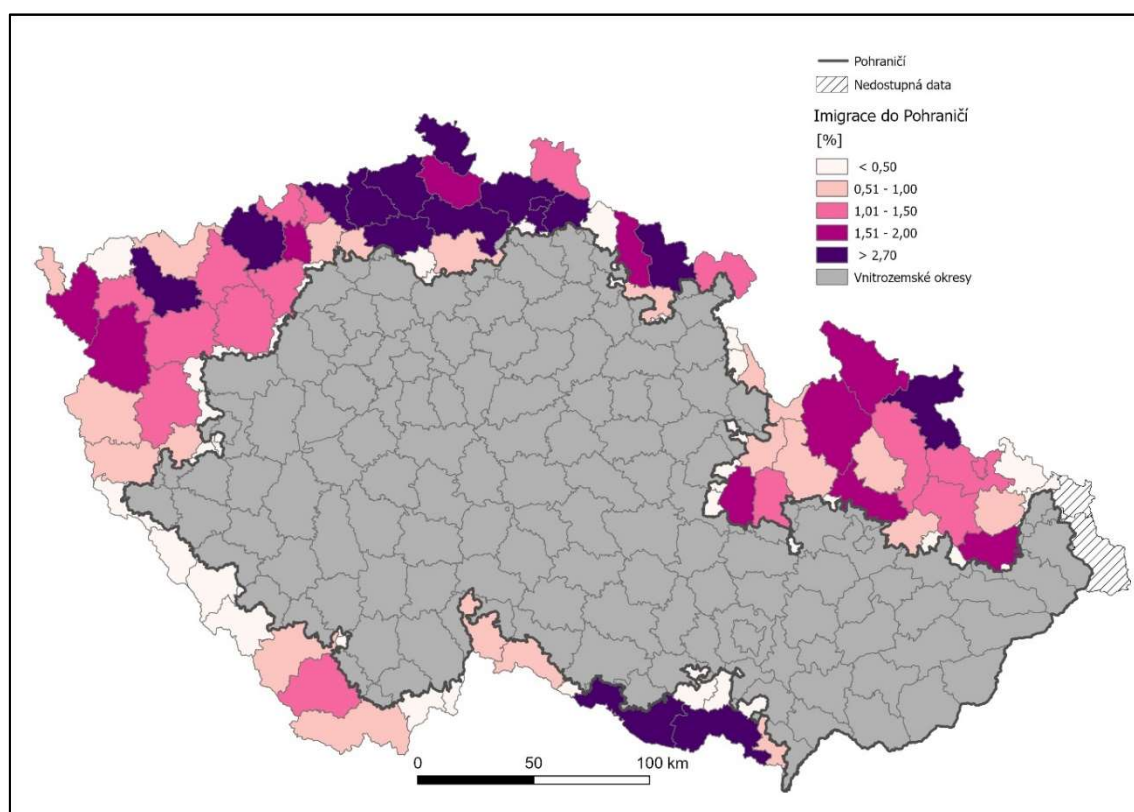 Pohraničí
Nedostupná data
Imigrace do Pohraničí
[%]
< 0,50
0,51 - 1,00
1,01 - 1,50
1,51 - 2,00
> 2,70
Vnitrozemské okresy
0 50 100 km